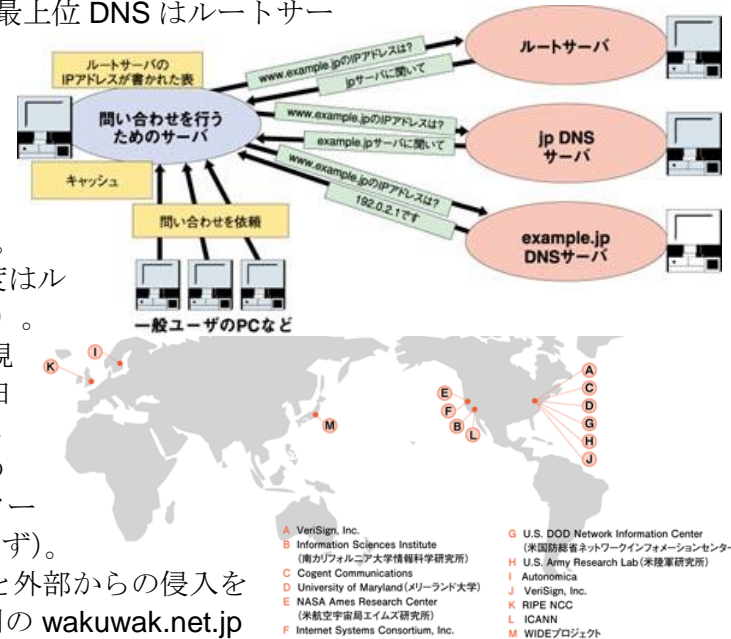 最上位 DNS はルートサー
ルートサーバの
IPアドレスが書かれた表
問い合わせを行う
ためのサーバ
キャッシュ
問い合わせを依頼
一般ユーザのPCなど
www.example.jpのIPアドレスは?
jpサーバに聞いて
ルートサーバ
www.example.jpのIPアドレスは?
example.jpサーバに聞いて
jp DNS
サーバ
www.example.jpのIPアドレスは?
192.0.2.1です
example.jp
DNSサーバ
。
度はル
）。
ず）。
と外部からの侵入を
の wakuwak.net.jp
I
K
M
E
F
B
L
A
C
D
G
H
J
A VeriSign, Inc.
B Information Sciences Institute
(南カリフォルニア大学情報科学研究所)
C Cogent Communications
D University of Maryland (メリーランド大学)
E NASA Ames Research Center
(米航空宇宙局エイムズ研究所)
F Internet Systems Consortium, Inc.
G U.S. DOD Network Information Center
(米国防総省ネットワークインフォメーションセンター
H U.S. Army Research Lab (米陸軍研究所)
I Autonomica
J VeriSign, Inc.
K RIPE NCC
L ICANN
M WIDEプロジェクト